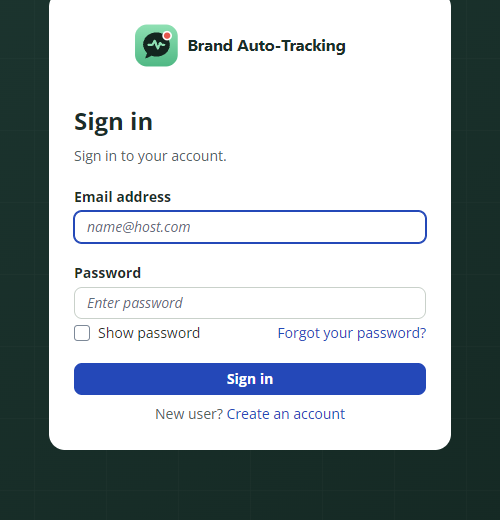 Brand Auto-Tracking
Sign in
Sign in to your account.
Email address
name@host.com
Password
Enter password
Show password
Forgot your password?
Sign in
New user? Create an account